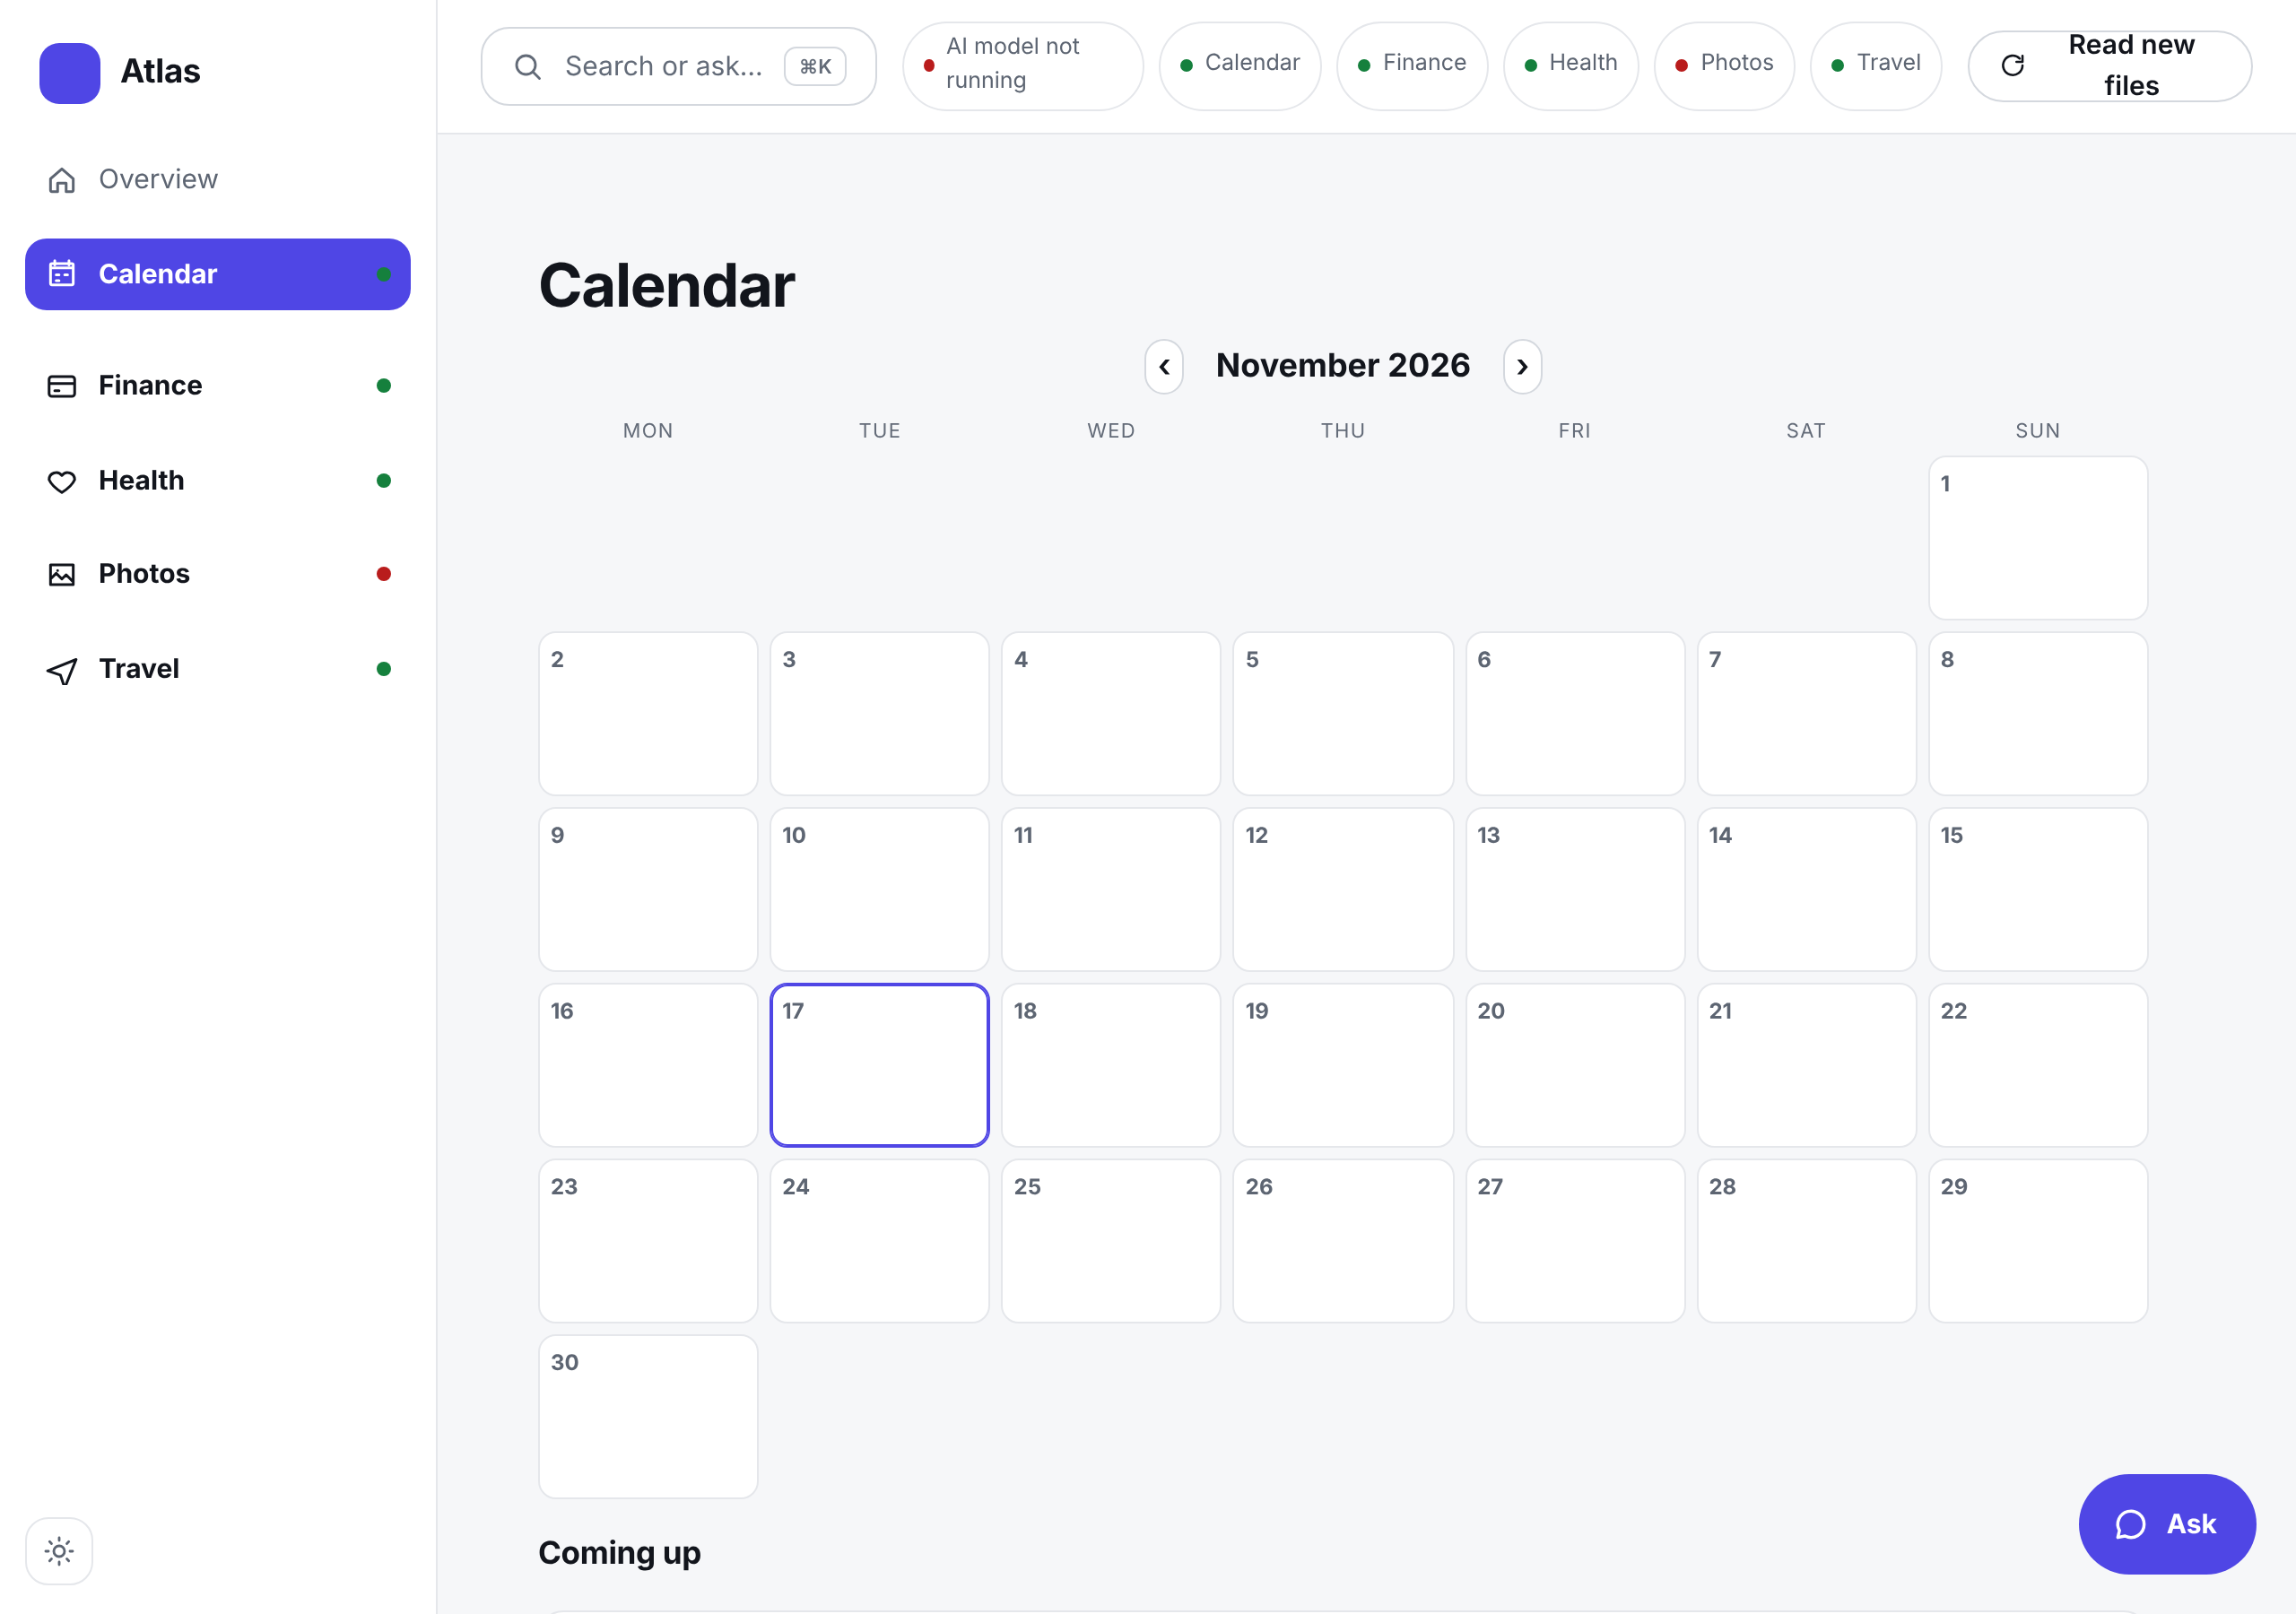 Atlas
Search or ask...
⌘K
AI model not
running
Calendar
Finance
Health
Photos
Travel
Read new
files
Overview
Calendar
Finance
Health
Photos
Travel
Calendar
‹ November 2026 ›
MON TUE WED THU FRI SAT SUN
1
2 3 4 5 6 7 8
9 10 11 12 13 14 15
16 17 18 19 20 21 22
23 24 25 26 27 28 29
30
Coming up
Ask